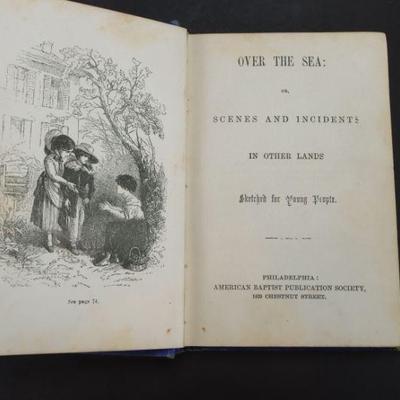 See page 74.
OVER THE SEA:
OR,
SCENES AND INCIDENTS
IN OTHER LANDS
Sketched for Young People.
PHILADELPHIA:
AMERICAN BAPTIST PUBLICATION SOCIETY,
CHESTNUT STREET.